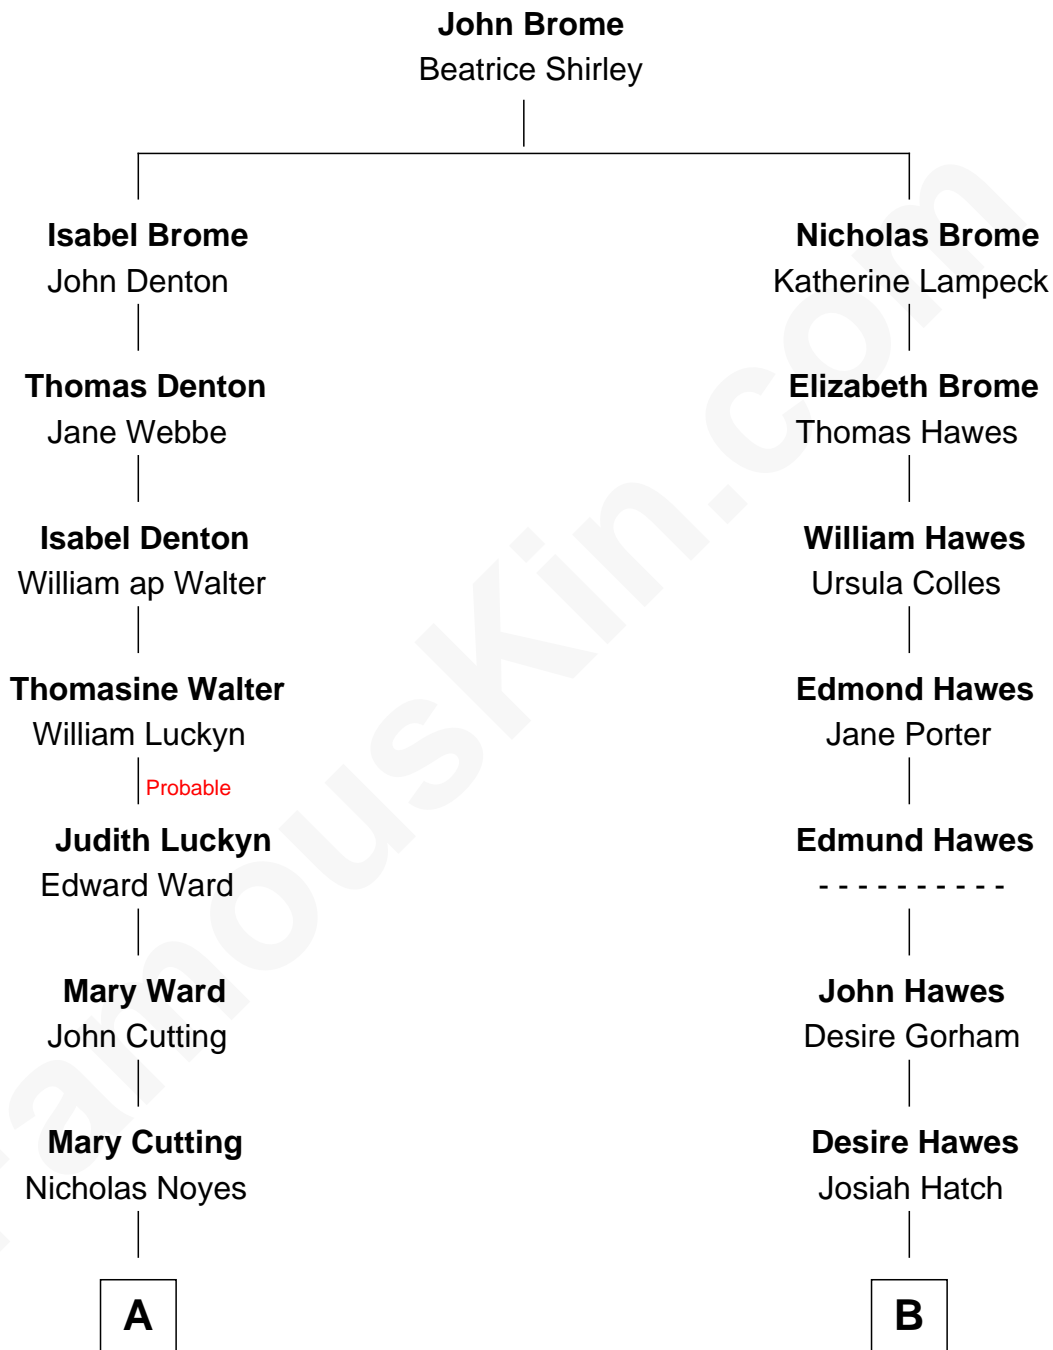 John Brome
Beatrice Shirley
Isabel Brome
John Denton
Nicholas Brome
Katherine Lampeck
Thomas Denton
Jane Webbe
Elizabeth Brome
Thomas Hawes
Isabel Denton
William ap Walter
William Hawes
Ursula Colles
Thomasine Walter
William Luckyn
Edmond Hawes
Jane Porter
Probable
Judith Luckyn
Edward Ward
Edmund Hawes
- - - - - - - - - -
Mary Ward
John Cutting
John Hawes
Desire Gorham
Mary Cutting
Nicholas Noyes
Desire Hawes
Josiah Hatch
A
B
FamousKin.com